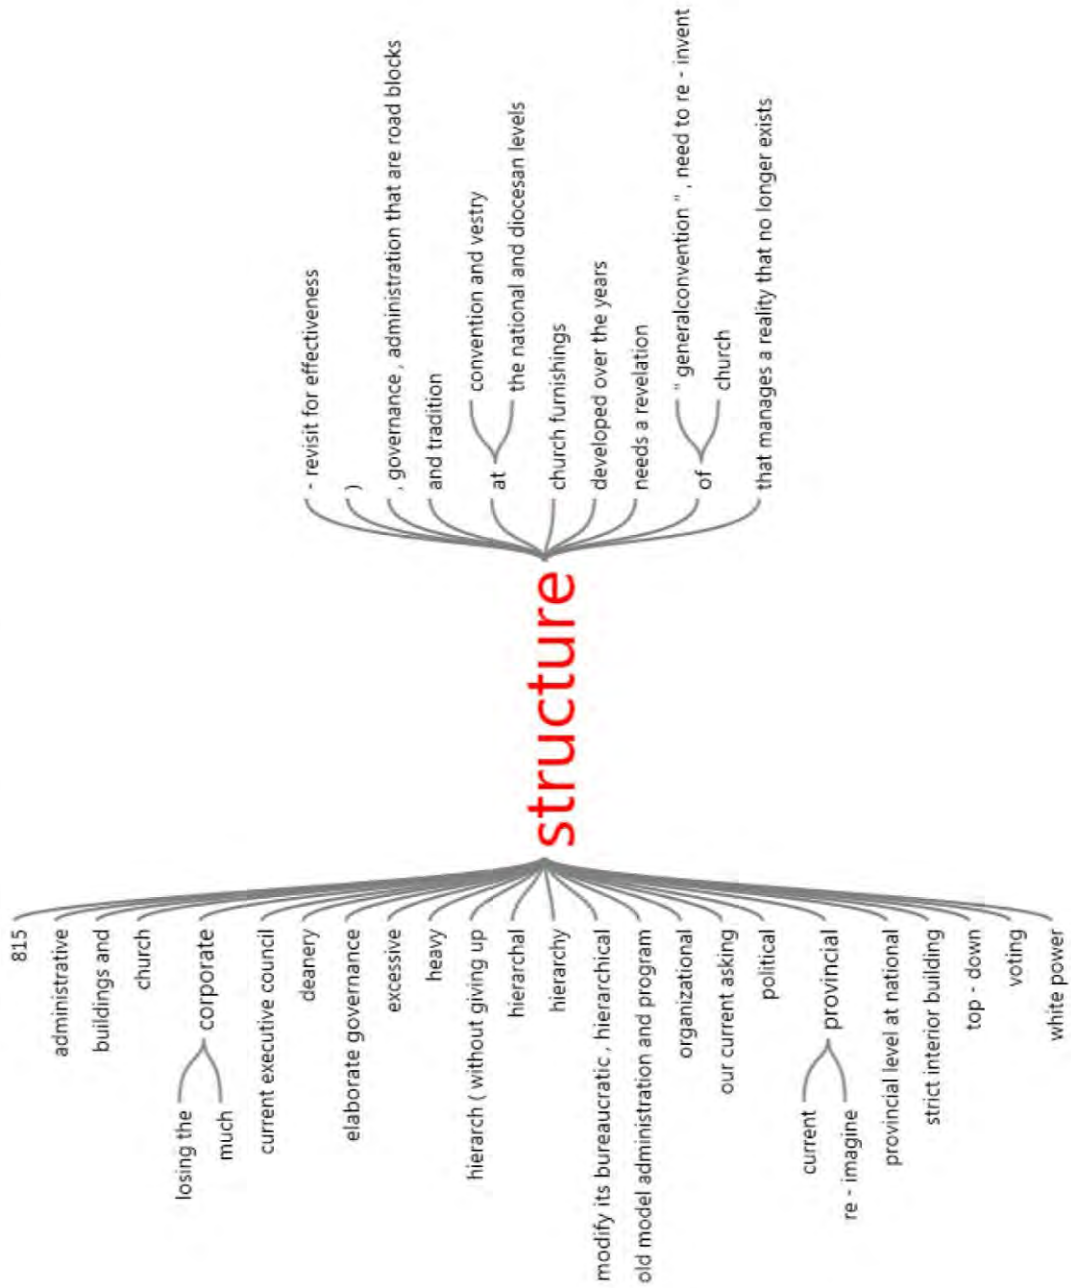 815
administrative
buildings and
church
losing the
much
corporate
current executive council
deanery
elaborate governance
excessive
heavy
hierarch ( without giving up
hierarchal
hierarchy
modify its bureaucratic , hierarchical
old model administration and program
organizational
our current asking
political
current
re - imagine
provincial
provincial level at national
strict interior building
top - down
voting
white power
structure
- revisit for effectiveness
)
, governance , administration that are road blocks
and tradition
at
convention and vestry
the national and diocesan levels
church furnishings
developed over the years
needs a revelation
of
" generalconvention " , need to re - invent
church
that manages a reality that no longer exists